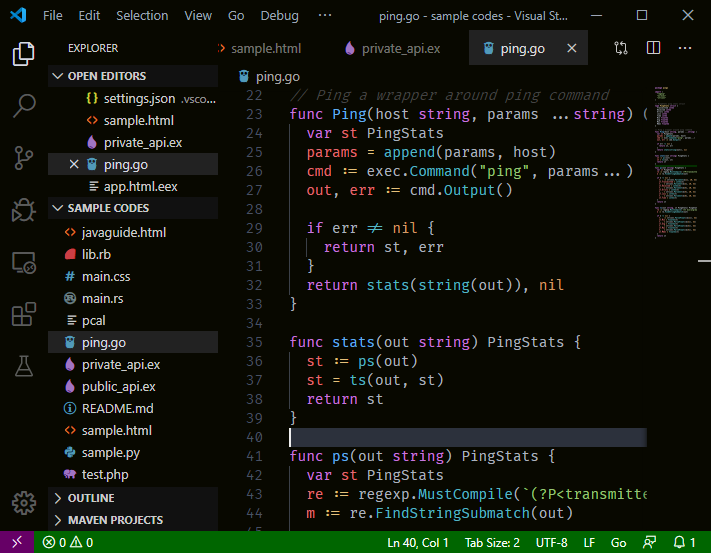 File Edit View Go Debug ···
ping.go - sample codes - Visual St...
EXPLORER
OPEN EDITORS
settings.json .vsco...
sample.html
private_api.ex
ping.go
app.html.eex
SAMPLE CODES
javaguide.html
lib.rb
main.css
main.rs
pcal
ping.go
private_api.ex
public_api.ex
README.md
sample.html
sample.py
test.php
OUTLINE
MAVEN PROJECTS
sample.html private_api.ex ping.go
ping.go
22 // Ping a wrapper around ping command
23 func Ping(host string, params ...string) (
24 var st PingStats
25 params = append(params, host)
26 cmd := exec.Command("ping", params...)
27 out, err := cmd.Output()
28
29 if err ≠ nil {
30 return st, err
31 }
32 return stats(string(out)), nil
33 }
34
35 func stats(out string) PingStats {
36 st := ps(out)
37 st = ts(out, st)
38 return st
39 }
40
41 func ps(out string) PingStats {
42 var st PingStats
43 re := regexp.MustCompile(`(?P<transmitte
44 m := re.FindStringSubmatch(out)
45
0 0 Ln 40, Col 1 Tab Size: 2 UTF-8 LF Go 1